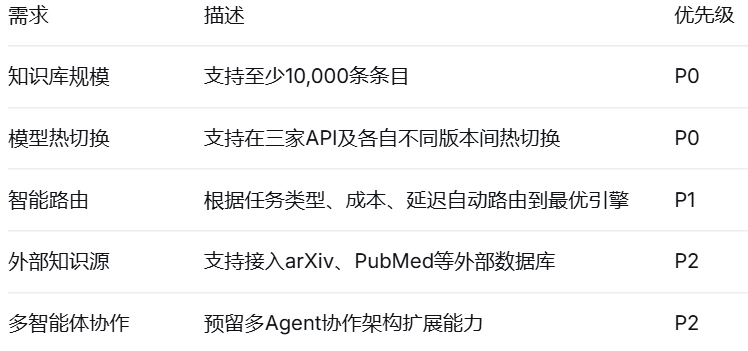 需求 描述 优先级
知识库规模 支持至少10,000条条目 P0
模型热切换 支持在三家API及各自不同版本间热切换 P0
智能路由 根据任务类型、成本、延迟自动路由到最优引擎 P1
外部知识源 支持接入arXiv、PubMed等外部数据库 P2
多智能体协作 预留多Agent协作架构扩展能力 P2